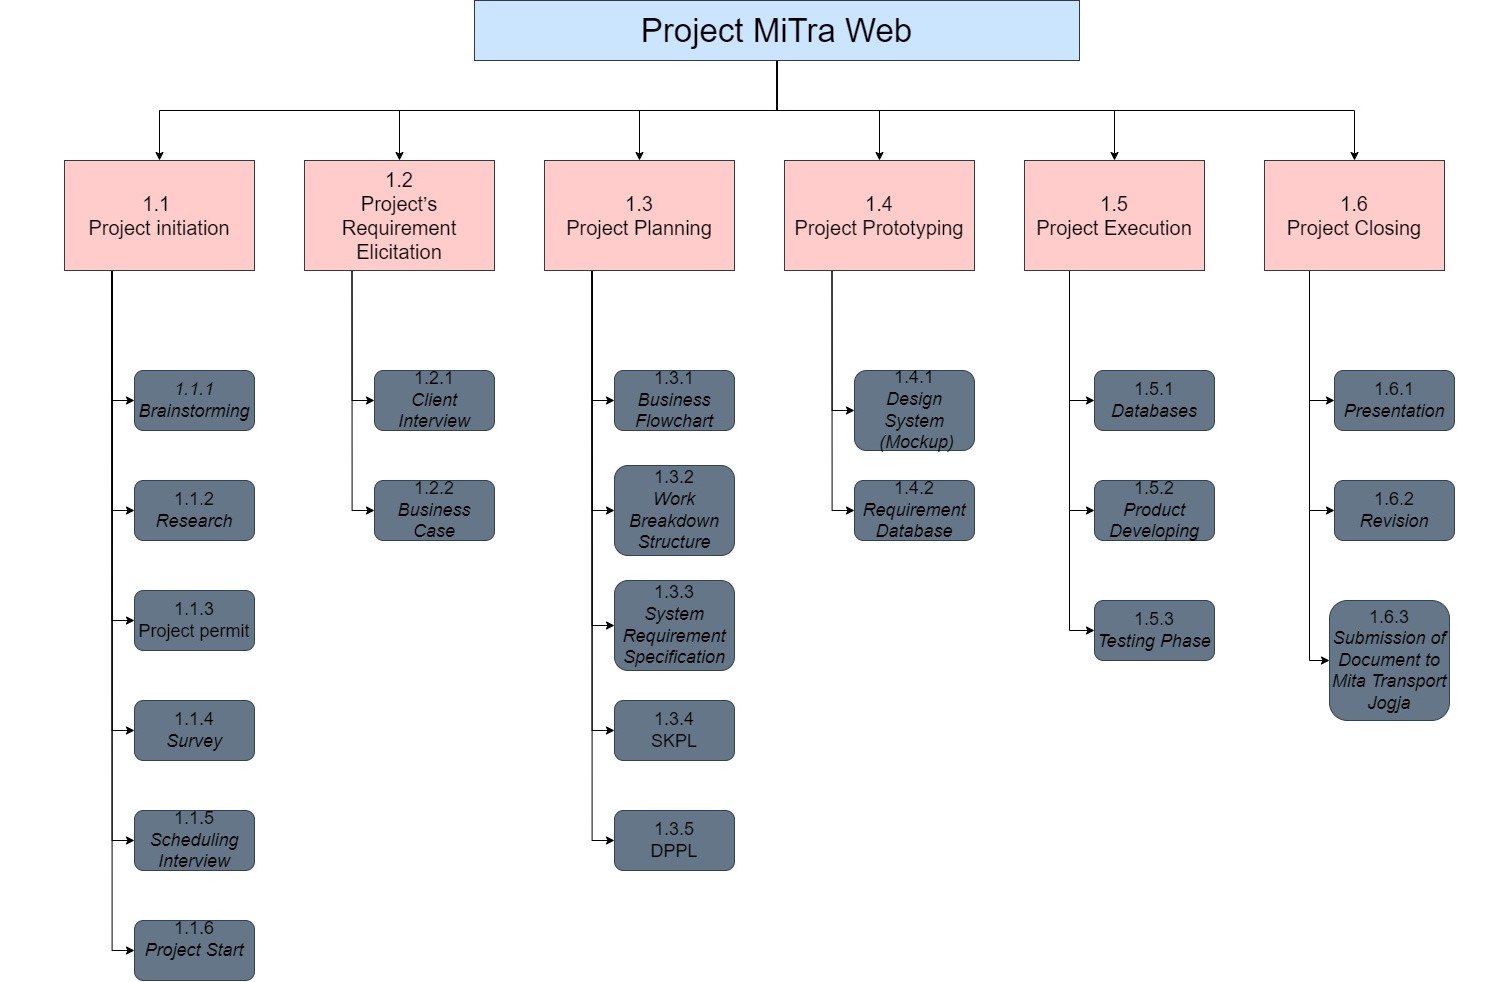 Project MiTra Web
1.1
Project initiation
1.2
Project’s
Requirement
Elicitation
1.3
Project Planning
1.4
Project Prototyping
1.5
Project Execution
1.6
Project Closing
1.1.1
Brainstorming
1.1.2
Research
1.1.3
Project permit
1.1.4
Survey
1.1.5
Scheduling
Interview
1.1.6
Project Start
1.2.1
Client
Interview
1.2.2
Business
Case
1.3.1
Business
Flowchart
1.3.2
Work
Breakdown
Structure
1.3.3
System
Requirement
Specification
1.3.4
SKPL
1.3.5
DPPL
1.4.1
Design
System
(Mockup)
1.4.2
Requirement
Database
1.5.1
Databases
1.5.2
Product
Developing
1.5.3
Testing Phase
1.6.1
Presentation
1.6.2
Revision
1.6.3
Submission of
Document to
Mita Transport
Jogja